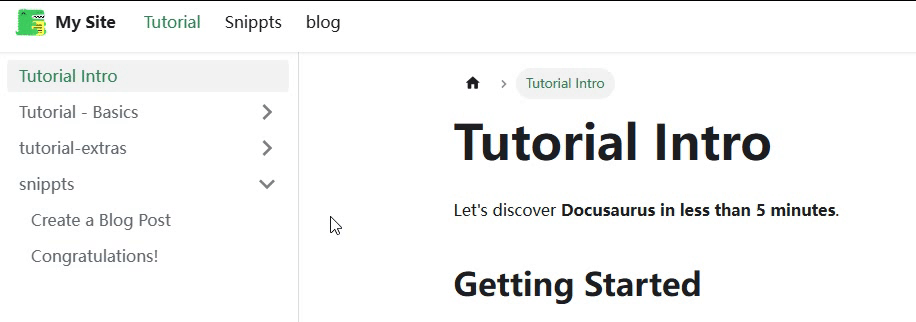 My Site Tutorial Snippts blog
Tutorial Intro
Tutorial - Basics
tutorial-extras
snippts
Create a Blog Post
Congratulations!
Tutorial Intro
Tutorial Intro
Let's discover Docusaurus in less than 5 minutes.
Getting Started